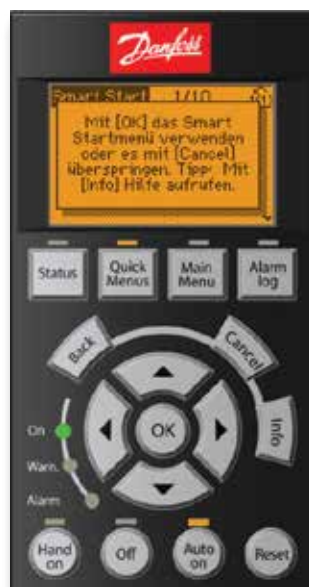 Danfoss
Smart Start 1/10
Mit [OK] das Smart
Startmenü verwenden
oder es mit [Cancel]
überspringen. Tipp: Mit
[Info] Hilfe aufrufen.
Status
Quick
Menus
Main
Menu
Alarm
log
Back
Cancel
Info
OK
On
Warn.
Alarm
Hand
on
Off
Auto
on
Reset